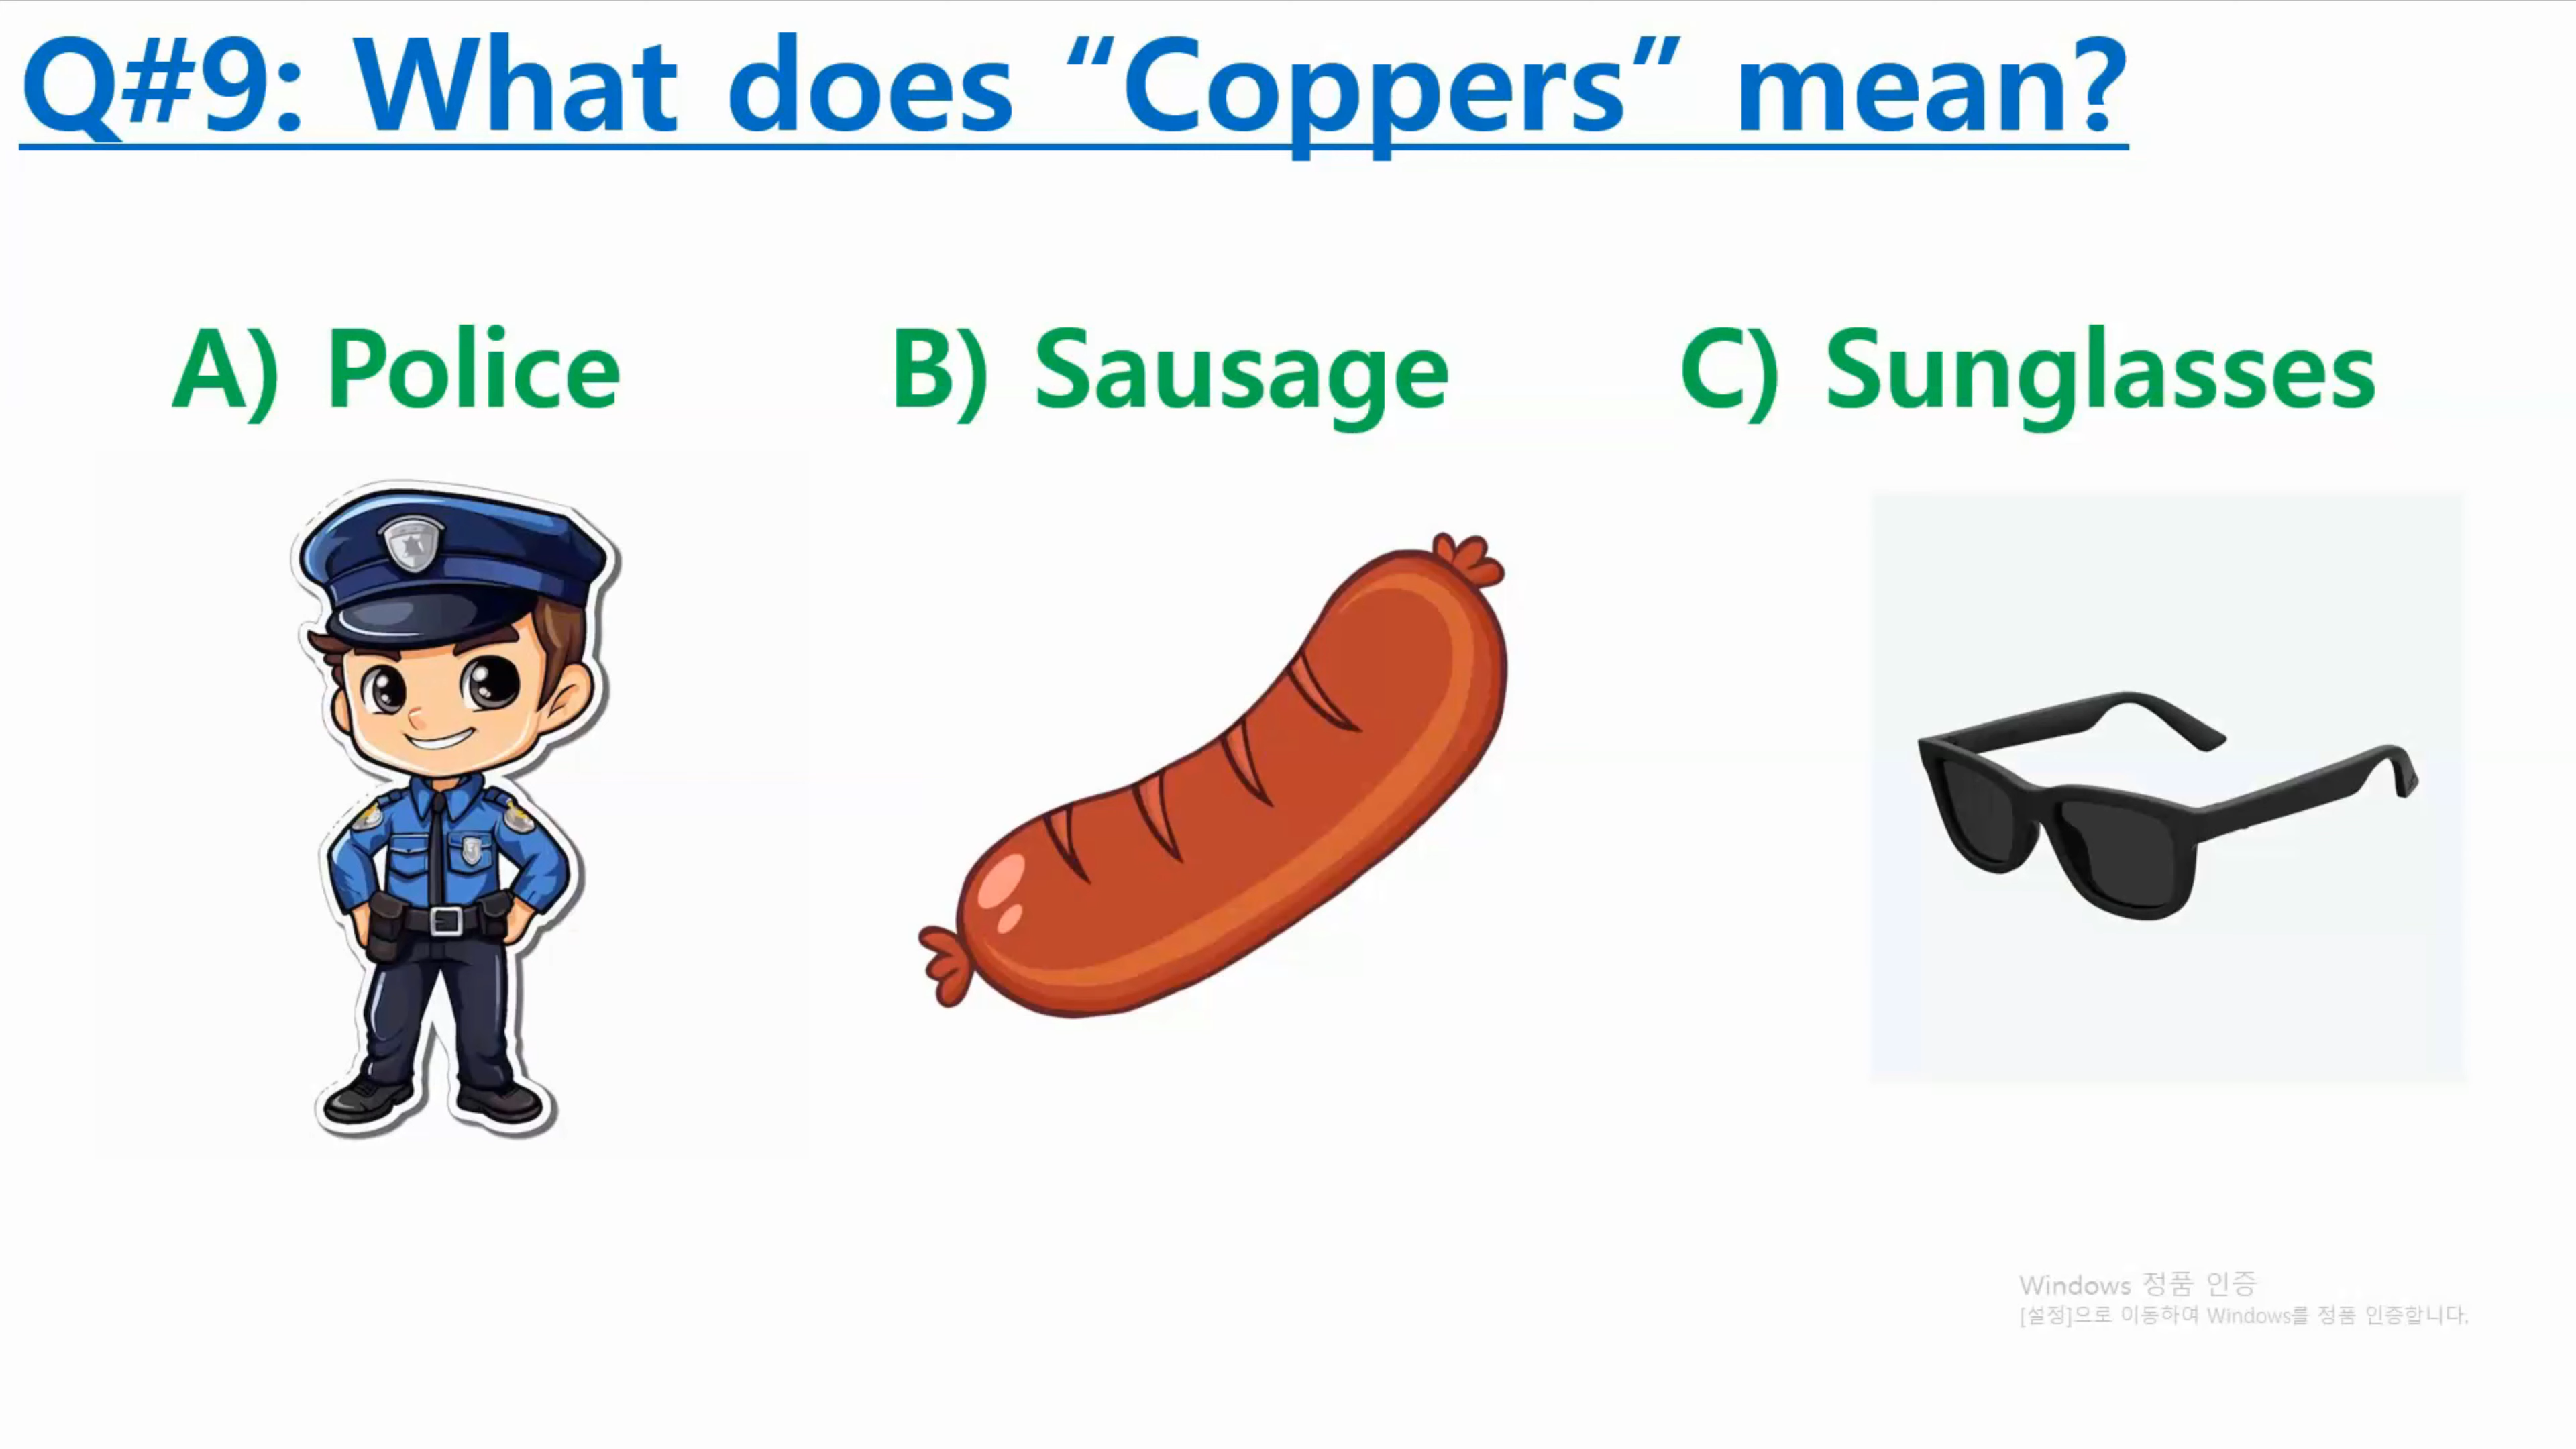 Q#9: What does “Coppers” mean?
A) Police
B) Sausage
C) Sunglasses
Windows 정품 인증
[설정]으로 이동하여 Windows를 정품 인증합니다.